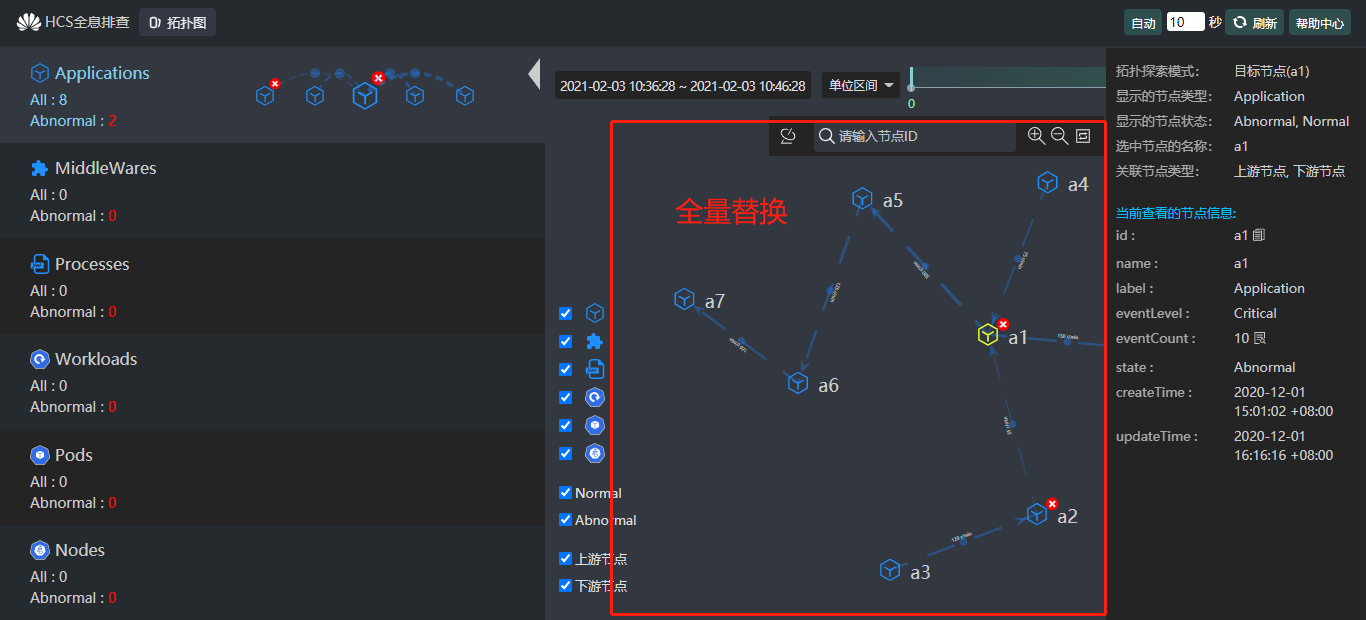 HCS全息排查 拓扑图 自动 10 秒 刷新 帮助中心
Applications
All : 8
Abnormal : 2
MiddleWares
All : 0
Abnormal : 0
Processes
All : 0
Abnormal : 0
Workloads
All : 0
Abnormal : 0
Pods
All : 0
Abnormal : 0
Nodes
All : 0
Abnormal : 0
2021-02-03 10:36:28 ~ 2021-02-03 10:46:28 单位区间
0
请输入节点ID
全量替换
a5
a4
a7
a1
a6
a2
a3
150 r/min
Normal
Abnormal
上游节点
下游节点
拓扑探索模式: 目标节点(a1)
显示的节点类型: Application
显示的节点状态: Abnormal, Normal
选中节点的名称: a1
关联节点类型: 上游节点, 下游节点
当前查看的节点信息:
id : a1
name : a1
label : Application
eventLevel : Critical
eventCount : 10
state : Abnormal
createTime : 2020-12-01
15:01:02 +08:00
updateTime : 2020-12-01
16:16:16 +08:00